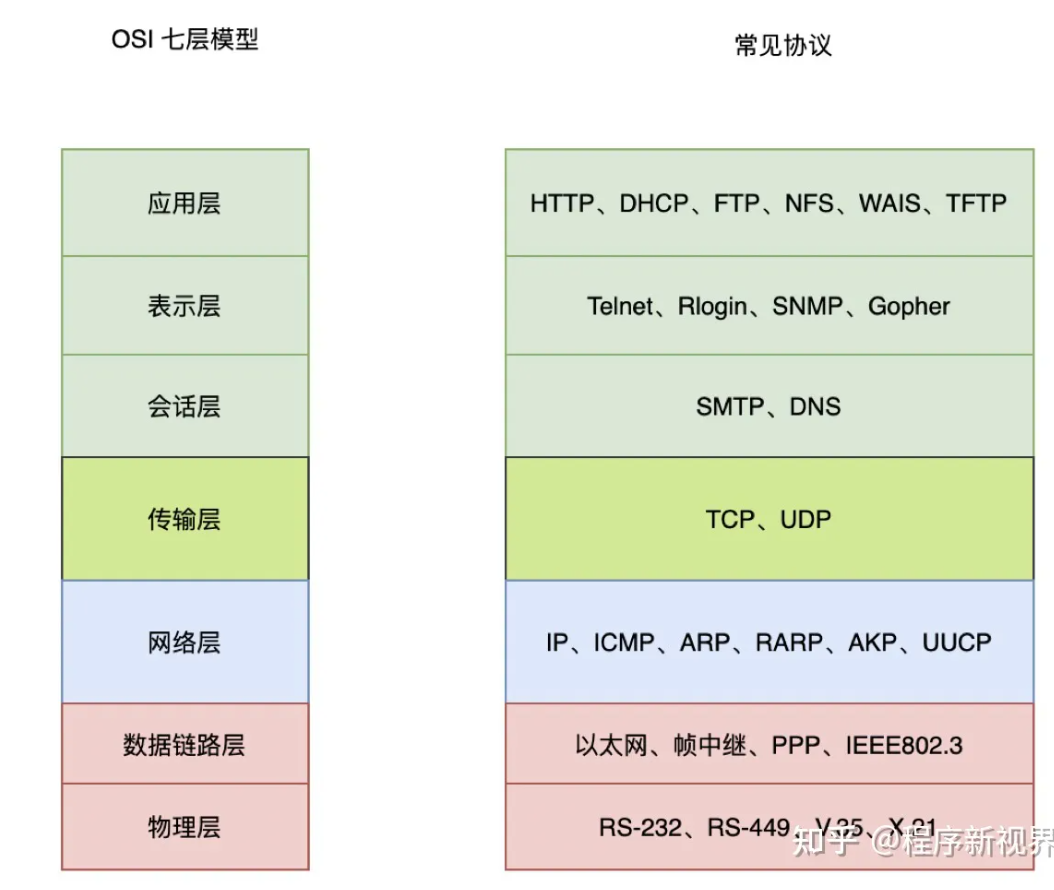 OSI 七层模型
常见协议
应用层
HTTP、DHCP、FTP、NFS、WAIS、TFTP
表示层
Telnet、Rlogin、SNMP、Gopher
会话层
SMTP、DNS
传输层
TCP、UDP
网络层
IP、ICMP、ARP、RARP、AKP、UUCP
数据链路层
以太网、帧中继、PPP、IEEE802.3
物理层
RS-232、RS-449、V.35、X.21
知乎 @程序新视界